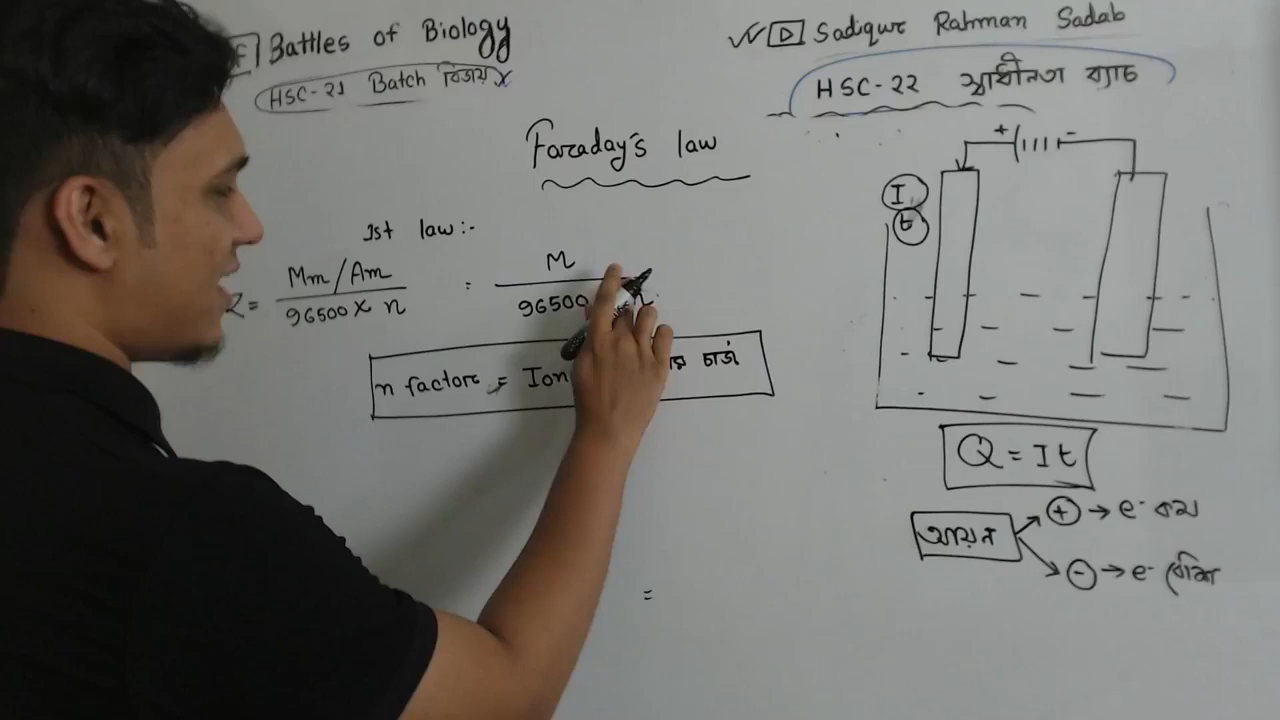 f Battles of Biology
HSC-21 Batch বিজয়
Sadique Rahman Sadab
HSC-22 স্বাধীনতা ব্যাচ
Faraday's law
1st law:-
Z = Mm/Am / 96500 x n = M / 96500 n
n factor = Ion চার্জ
+ -
I
t
Q = It
আয়ন
+ → e- কম
- → e- বেশি
=